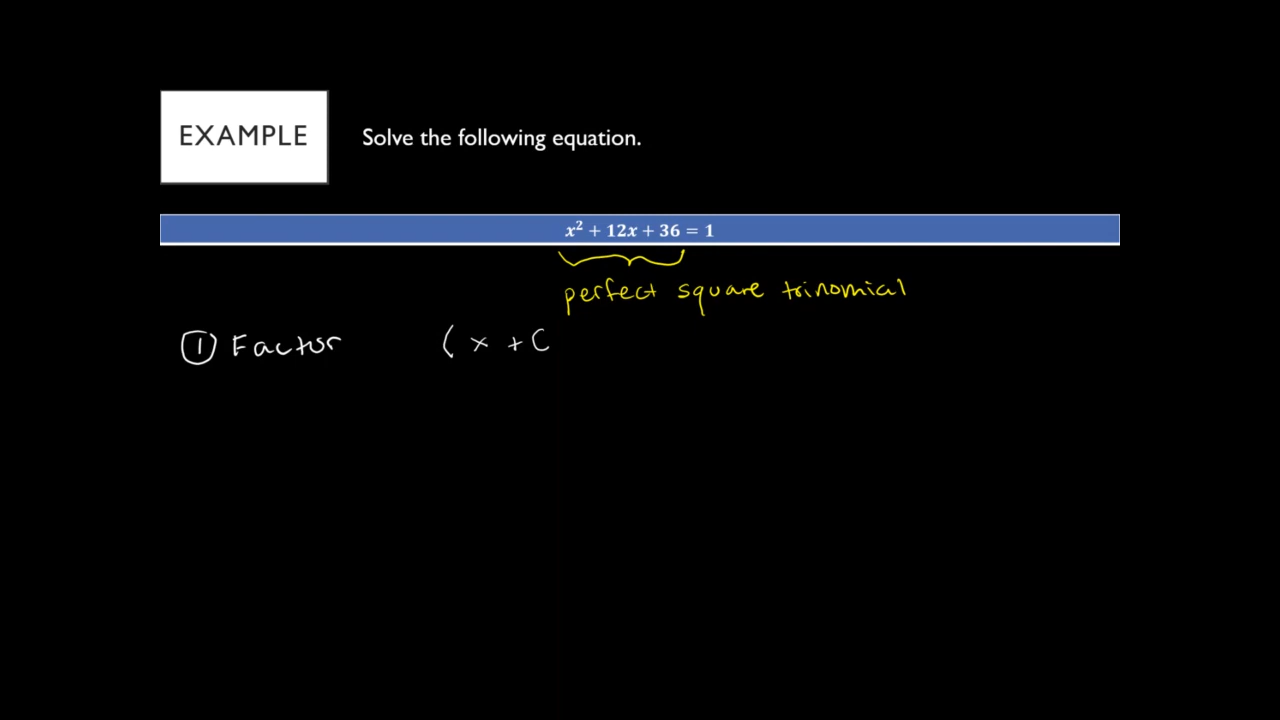 EXAMPLE
Solve the following equation.
x² + 12x + 36 = 1
perfect square trinomial
① Factor ( x + C